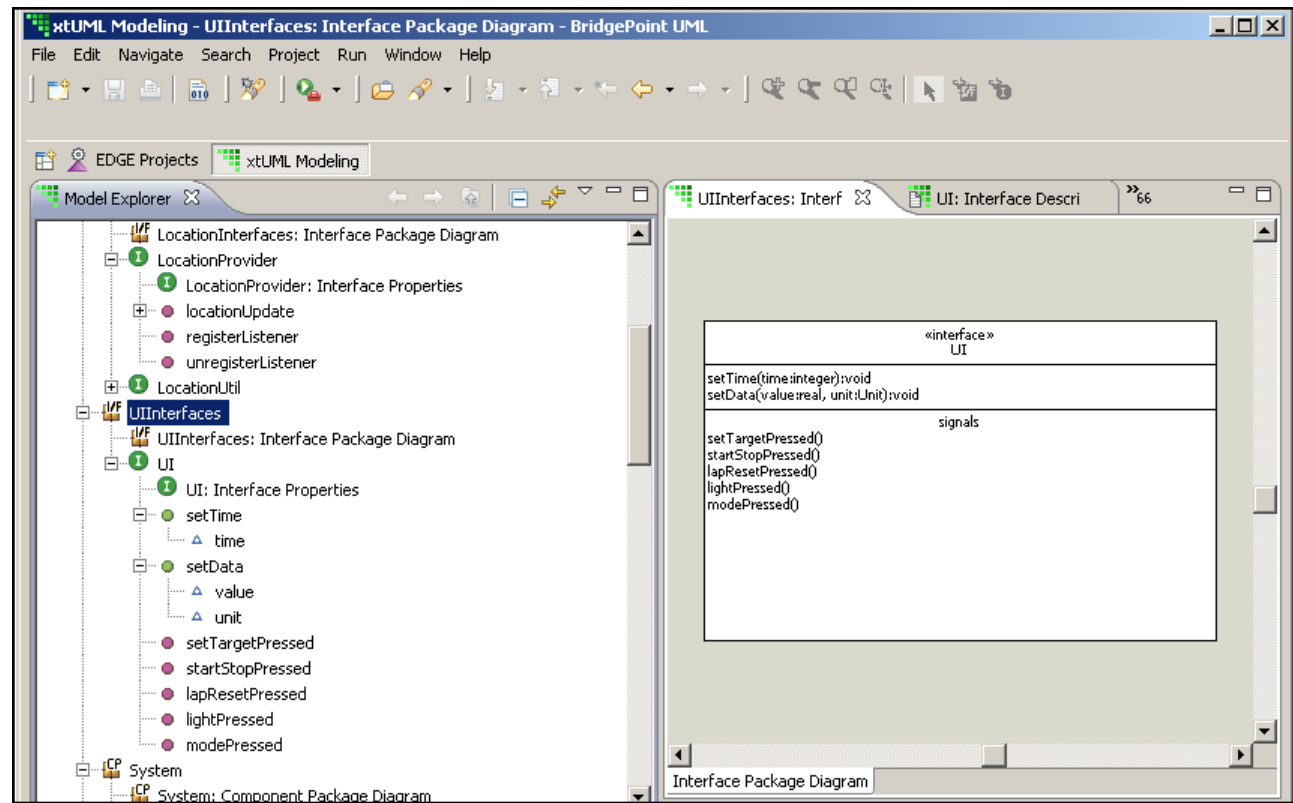 xtUML Modeling - UIInterfaces: Interface Package Diagram - BridgePoint UML
File Edit Navigate Search Project Run Window Help
010
EDGE Projects xtUML Modeling
Model Explorer
UIInterfaces: Interf
UI: Interface Descri
»66
I/F LocationInterfaces: Interface Package Diagram
I LocationProvider
I LocationProvider: Interface Properties
locationUpdate
registerListener
unregisterListener
I LocationUtil
I/F UIInterfaces
I/F UIInterfaces: Interface Package Diagram
I UI
I UI: Interface Properties
setTime
time
setData
value
unit
setTargetPressed
startStopPressed
lapResetPressed
lightPressed
modePressed
CP System
CP System: Component Package Diagram
«interface»
UI
setTime(time:integer):void
setData(value:real, unit:Unit):void
signals
setTargetPressed()
startStopPressed()
lapResetPressed()
lightPressed()
modePressed()
Interface Package Diagram